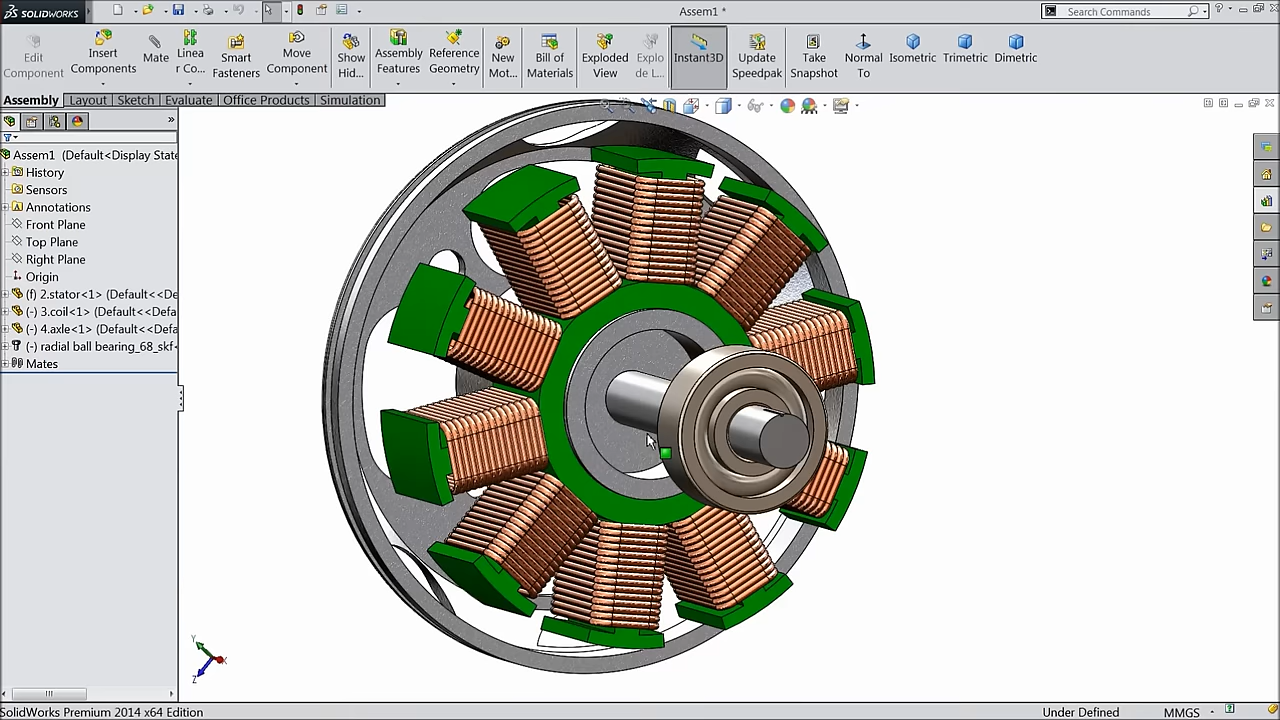 SOLIDWORKS
Assem1 *
Search Commands
Edit Component
Insert Components
Mate
Linea r Co...
Smart Fasteners
Move Component
Show Hid...
Assembly Features
Reference Geometry
New Mot...
Bill of Materials
Exploded View
Explo de L...
Instant3D
Update Speedpak
Take Snapshot
Normal To
Isometric
Trimetric
Dimetric
Assembly Layout Sketch Evaluate Office Products Simulation
Assem1 (Default<Display State
History
Sensors
Annotations
Front Plane
Top Plane
Right Plane
Origin
(f) 2.stator<1> (Default<<De
(-) 3.coil<1> (Default<<Defa
(-) 4.axle<1> (Default<<Defa
(-) radial ball bearing_68_skf<
Mates
Y
X
Z
SolidWorks Premium 2014 x64 Edition
Under Defined
MMGS